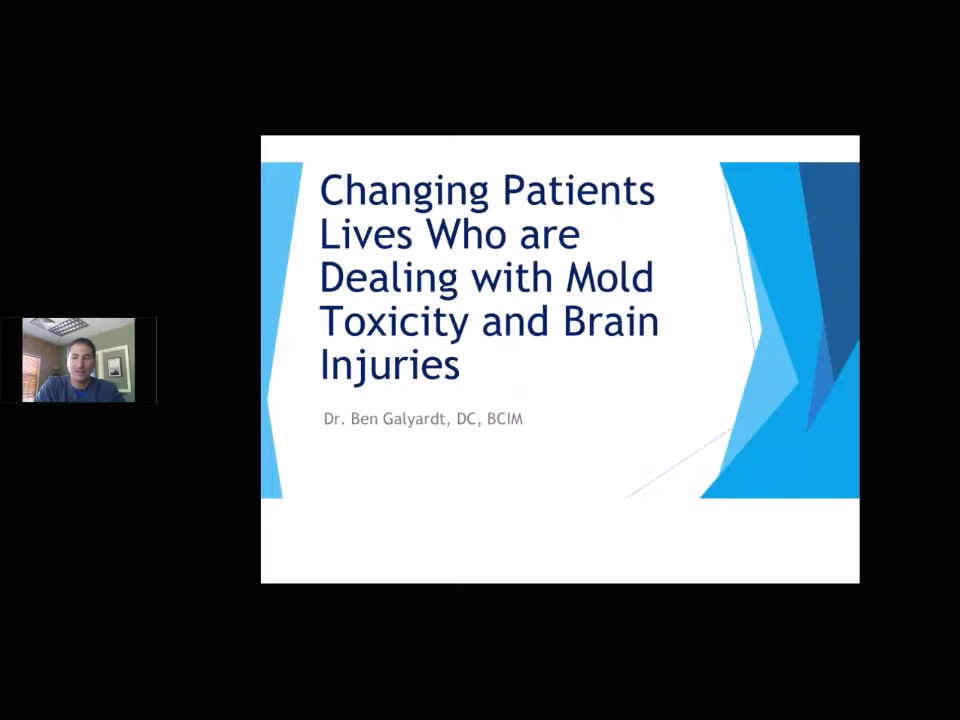 Changing Patients
Lives Who are
Dealing with Mold
Toxicity and Brain
Injuries
Dr. Ben Galyardt, DC, BCIM